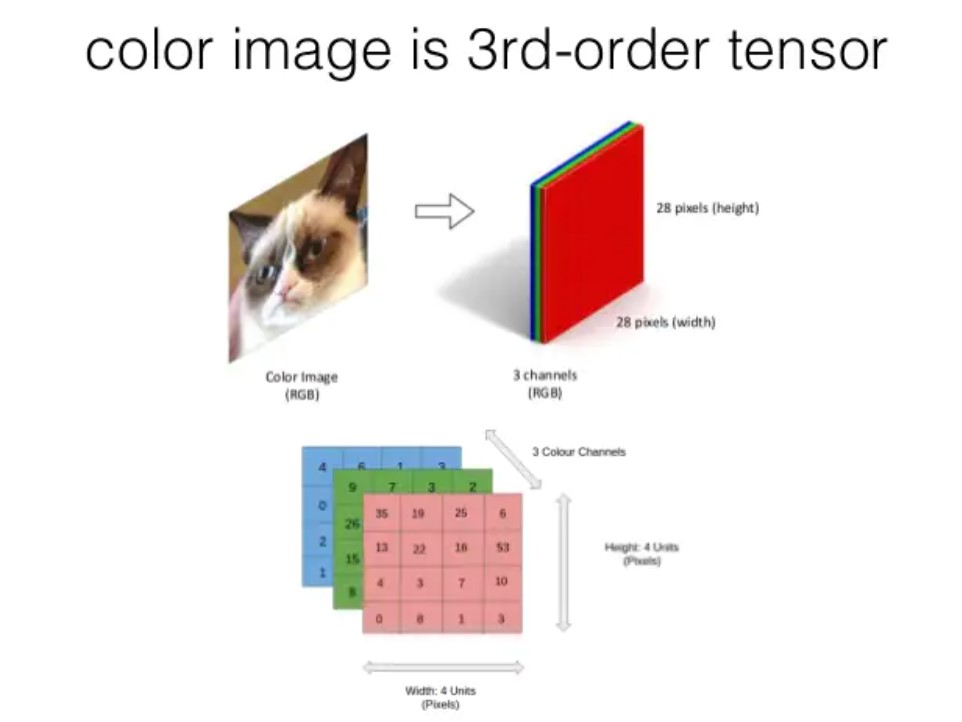 color image is 3rd-order tensor
28 pixels (height)
28 pixels (width)
Color Image
(RGB)
3 channels
(RGB)
3 Colour Channels
4 6 1 3
9 7 3 2
35 19 25 6
0
26
13 22 16 53
2
15
4 3 7 10
1
8
0 8 1 3
Height: 4 Units
(Pixels)
Width: 4 Units
(Pixels)